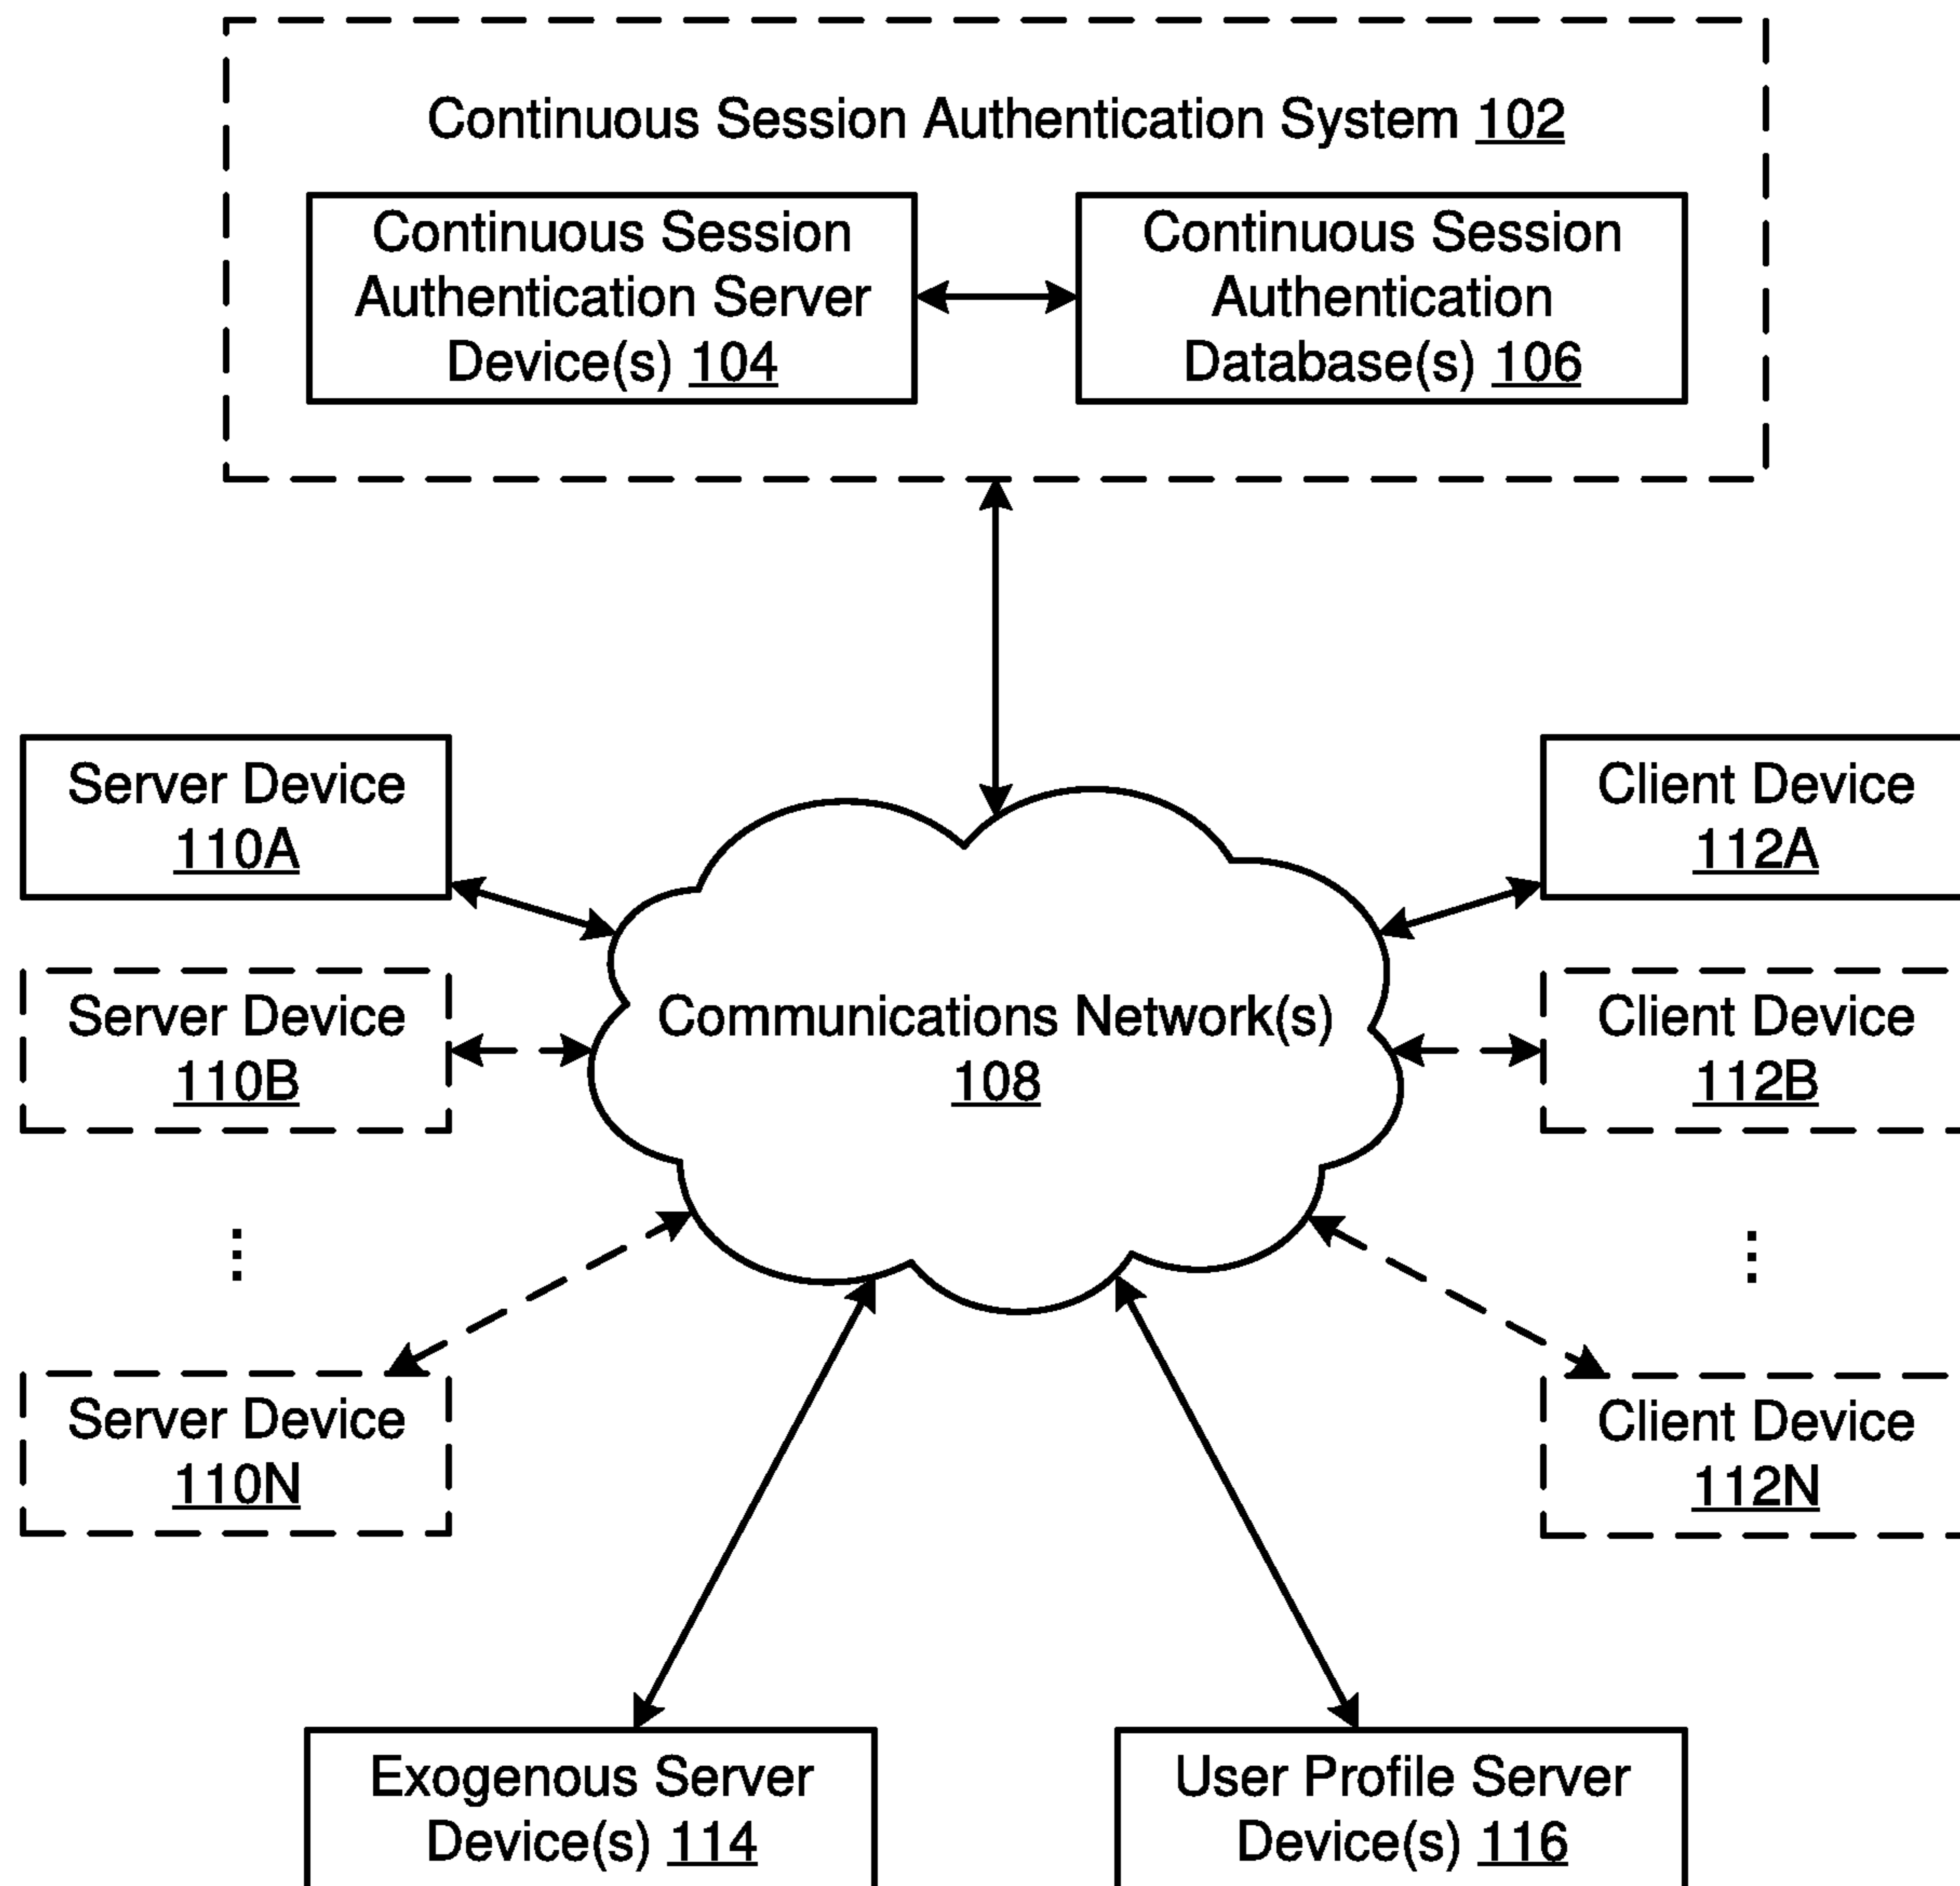 Continuous Session Authentication System 102
Continuous Session
Authentication Server
Device(s) 104
Continuous Session
Authentication
Database(s) 106
Server Device
110A
Client Device
112A
Server Device
110B
Communications Network(s)
108
Client Device
112B
Server Device
110N
Client Device
112N
Exogenous Server
Device(s) 114
User Profile Server
Device(s) 116